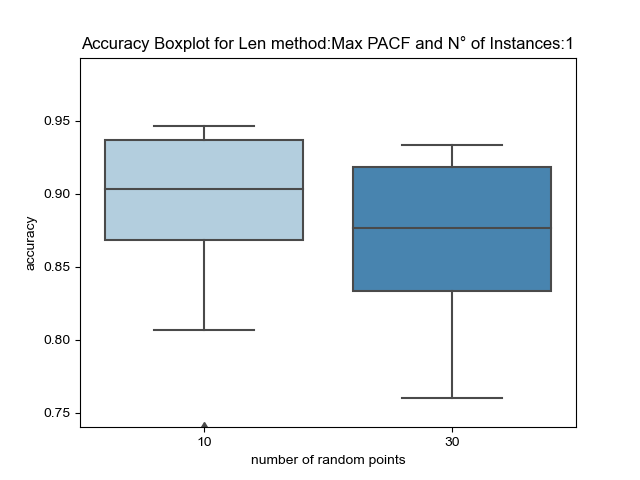 Accuracy Boxplot for Len method:Max PACF and N° of Instances:1
0.95
0.90
0.85
0.80
0.75
accuracy
10 30
number of random points